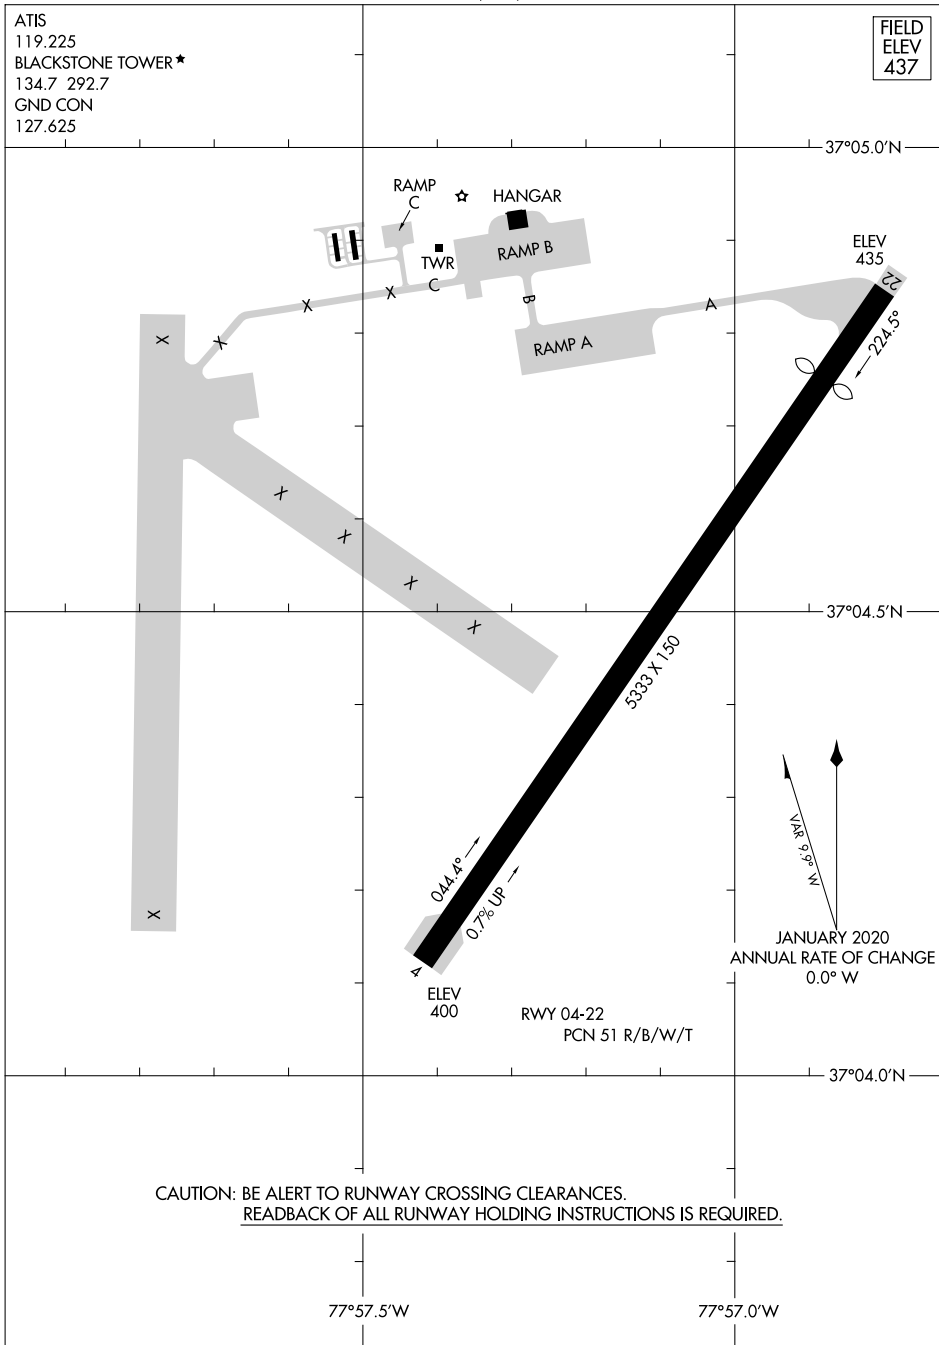 ATIS
119.225
BLACKSTONE TOWER★
134.7 292.7
GND CON
127.625
FIELD
ELEV
437
37°05.0'N
RAMP
C
HANGAR
RAMP B
TWR
C
ELEV
435
22
X
X
B
A
X
X
RAMP A
224.5°
X
X
X
X
37°04.5'N
5333 X 150
VAR 9.9° W
044.4°
0.7% UP
X
JANUARY 2020
ANNUAL RATE OF CHANGE
0.0° W
4
ELEV
400
RWY 04-22
PCN 51 R/B/W/T
37°04.0'N
CAUTION: BE ALERT TO RUNWAY CROSSING CLEARANCES.
READBACK OF ALL RUNWAY HOLDING INSTRUCTIONS IS REQUIRED.
77°57.5'W
77°57.0'W